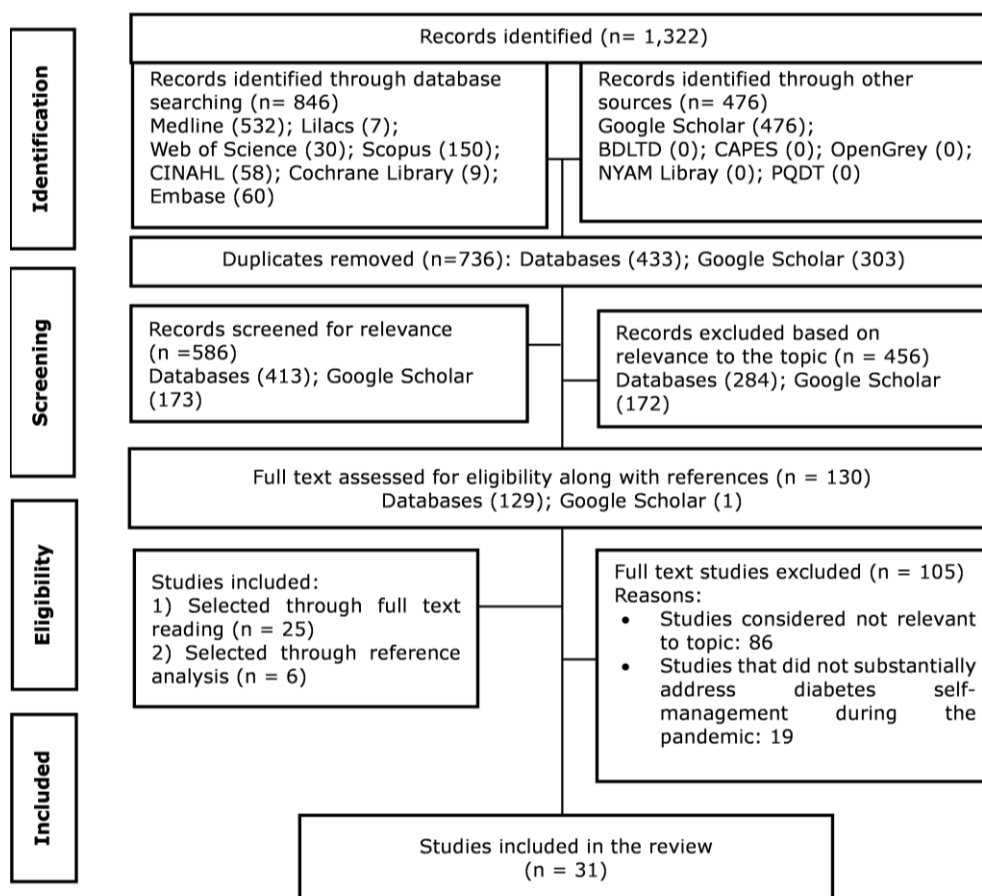 Identification
Records identified (n= 1,322)
Records identified through database
searching (n= 846)
Medline (532); Lilacs (7);
Web of Science (30); Scopus (150);
CINAHL (58); Cochrane Library (9);
Embase (60)
Records identified through other
sources (n= 476)
Google Scholar (476);
BDLTD (0); CAPES (0); OpenGrey (0);
NYAM Libray (0); PQDT (0)
Duplicates removed (n=736): Databases (433); Google Scholar (303)
Screening
Records screened for relevance
(n =586)
Databases (413); Google Scholar
(173)
Records excluded based on
relevance to the topic (n = 456)
Databases (284); Google Scholar
(172)
Full text assessed for eligibility along with references (n = 130)
Databases (129); Google Scholar (1)
Eligibility
Studies included:
1) Selected through full text
reading (n = 25)
2) Selected through reference
analysis (n = 6)
Full text studies excluded (n = 105)
Reasons:
• Studies considered not relevant
to topic: 86
• Studies that did not substantially
address diabetes self-
management during the
pandemic: 19
Included
Studies included in the review
(n = 31)